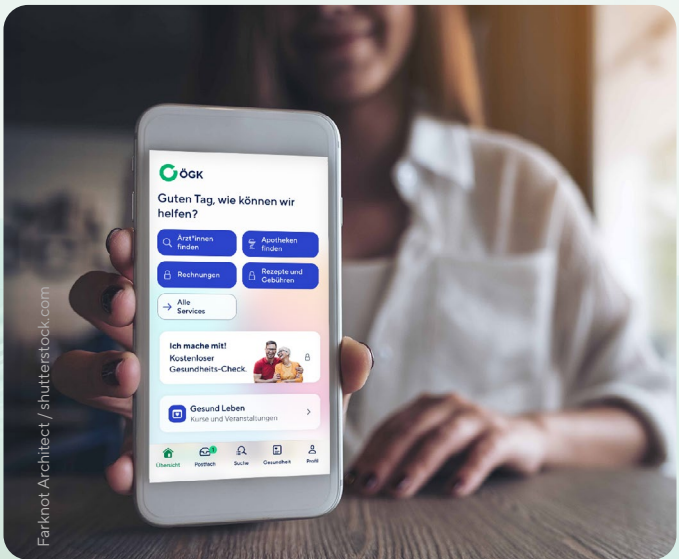 ÖGK
Guten Tag, wie können wir
helfen?
Ärzt*innen
finden
Apotheken
finden
Rechnungen
Rezepte und
Gebühren
Alle
Services
Ich mache mit!
Kostenloser
Gesundheits-Check.
Gesund Leben
Kurse und Veranstaltungen
1
Übersicht
Postfach
Suche
Gesundheit
Profil
Farknot Architect / shutterstock.com